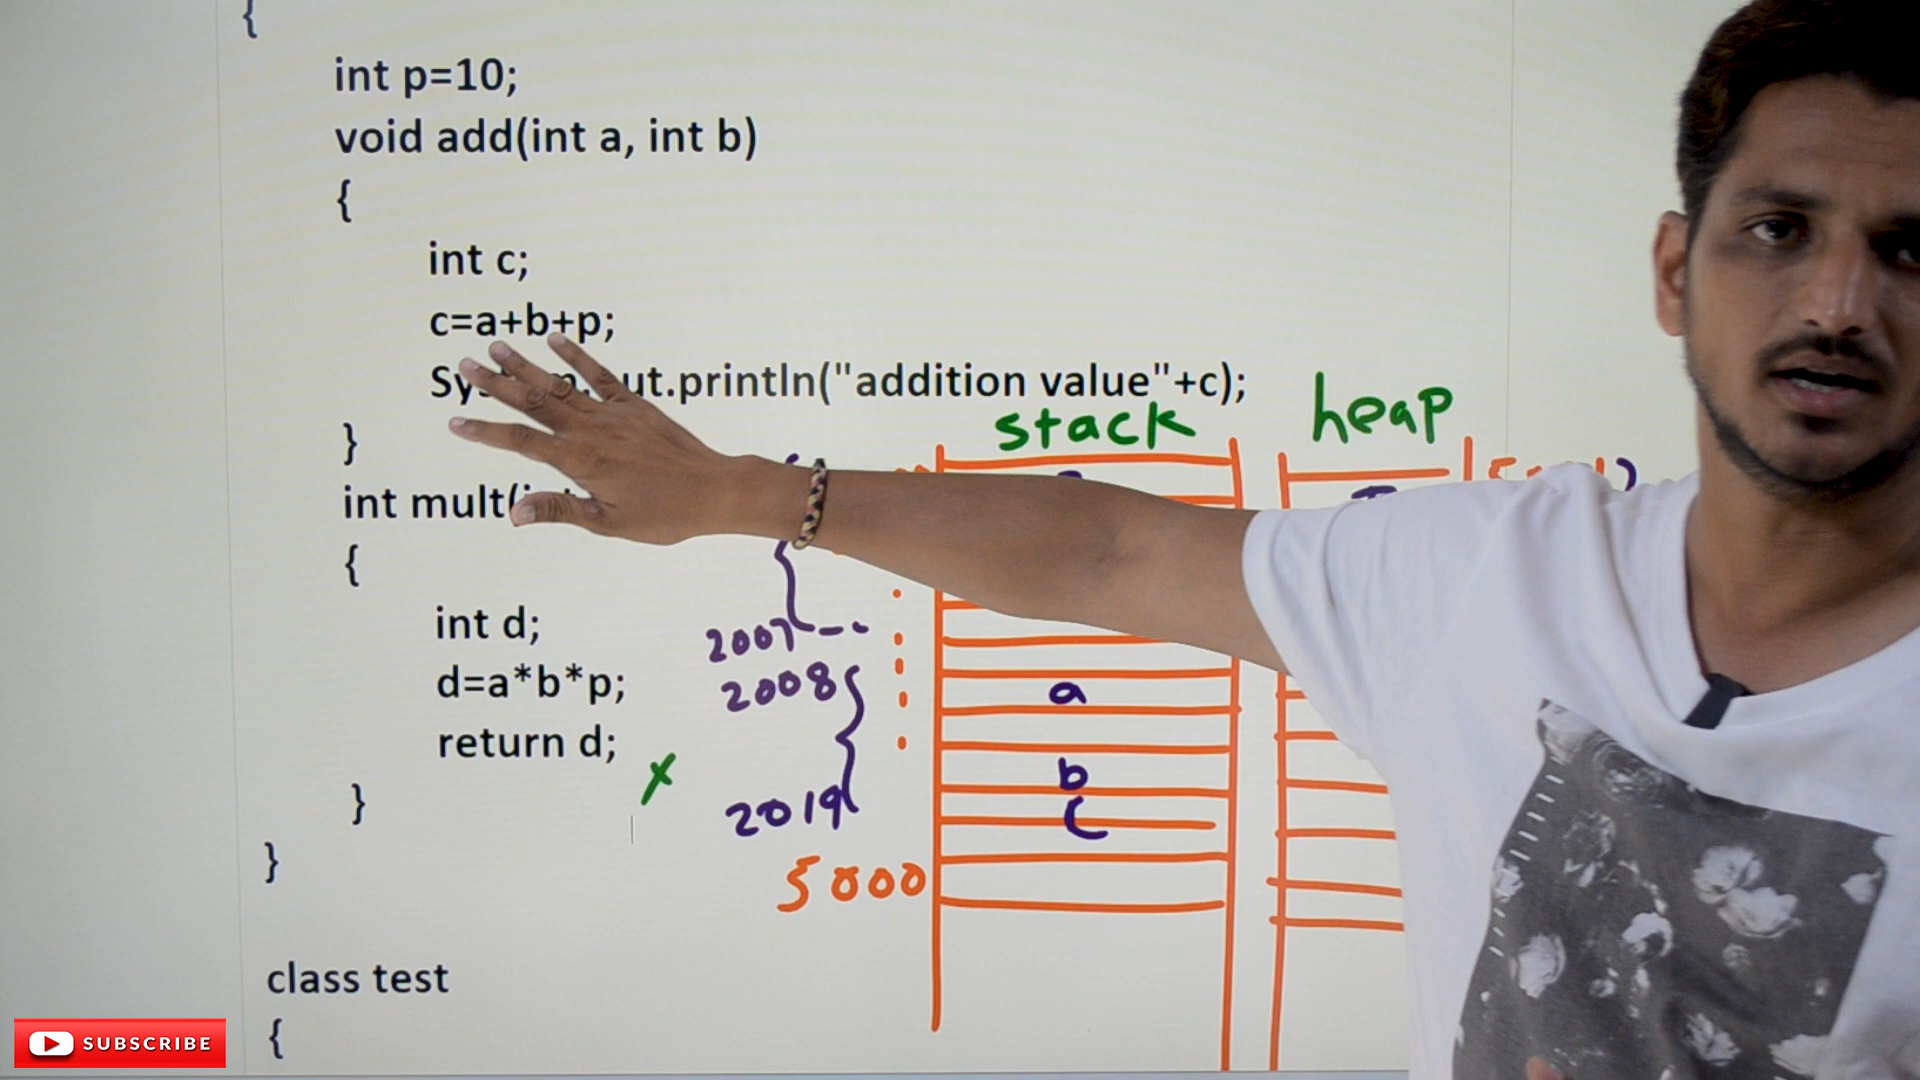 {
int p=10;
void add(int a, int b)
{
int c;
c=a+b+p;
ut.println("addition value"+c);
}
int mult(
{
int d;
d=a*b*p;
return d;
}
}
class test
{
stack
heap
2007
2008
a
b
2019
c
5000
x
SUBSCRIBE